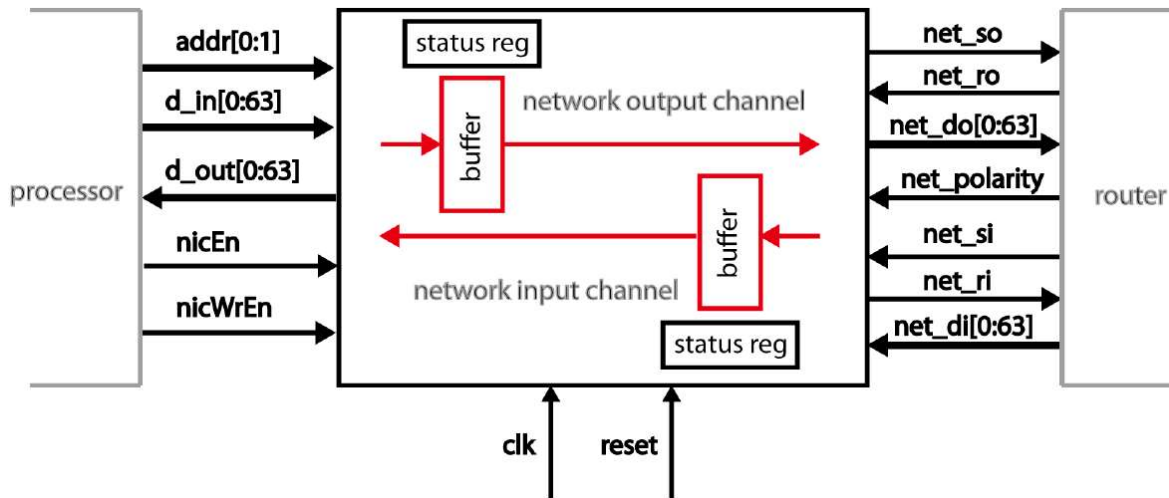 processor
addr[0:1]
d_in[0:63]
d_out[0:63]
nicEn
nicWrEn
status reg
buffer
network output channel
buffer
network input channel
status reg
net_so
net_ro
net_do[0:63]
net_polarity
net_si
net_ri
net_di[0:63]
router
clk
reset